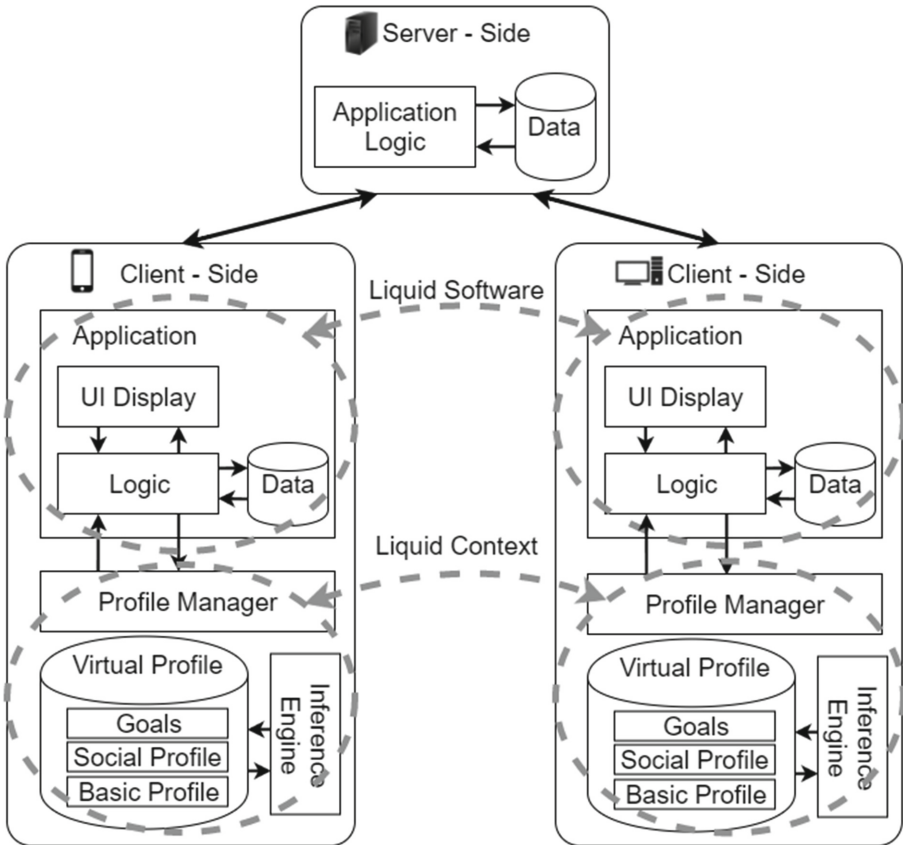 Server - Side
Application
Logic
Data
Client - Side
Application
UI Display
Logic
Data
Profile Manager
Virtual Profile
Goals
Social Profile
Basic Profile
Inference
Engine
Liquid Software
Liquid Context
Client - Side
Application
UI Display
Logic
Data
Profile Manager
Virtual Profile
Goals
Social Profile
Basic Profile
Inference
Engine